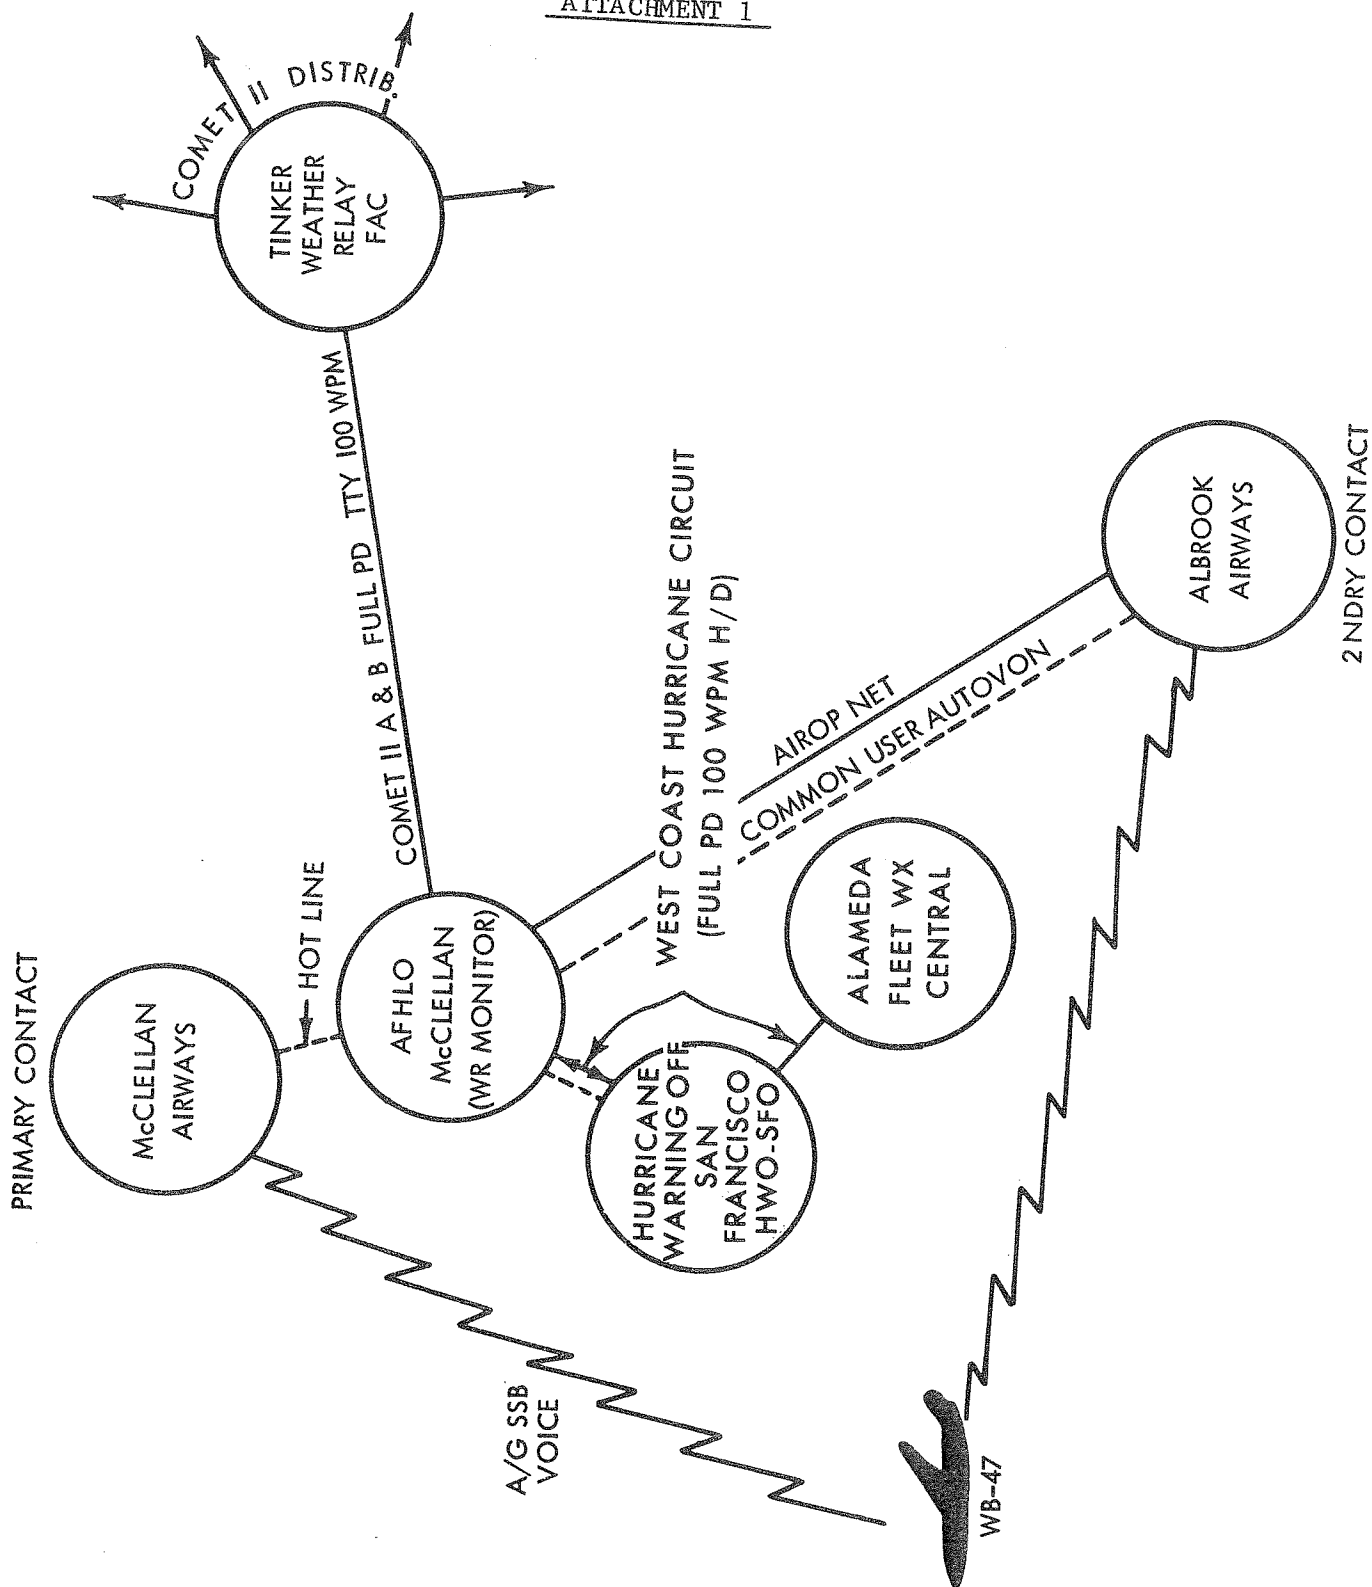 ATTACHMENT 1
PRIMARY CONTACT
McCLELLAN
AIRWAYS
HOT LINE
AFHLO
McCLELLAN
(WR MONITOR)
COMET II A & B FULL PD TTY 100 WPM
TINKER
WEATHER
RELAY
FAC
COMET II DISTRIB.
A/G SSB
VOICE
HURRICANE
WARNING OFF
SAN
FRANCISCO
HWO-SFO
WEST COAST HURRICANE CIRCUIT
(FULL PD 100 WPM H/D)
ALAMEDA
FLEET WX
CENTRAL
AIROP NET
COMMON USER AUTOVON
ALBROOK
AIRWAYS
2NDRY CONTACT
WB-47